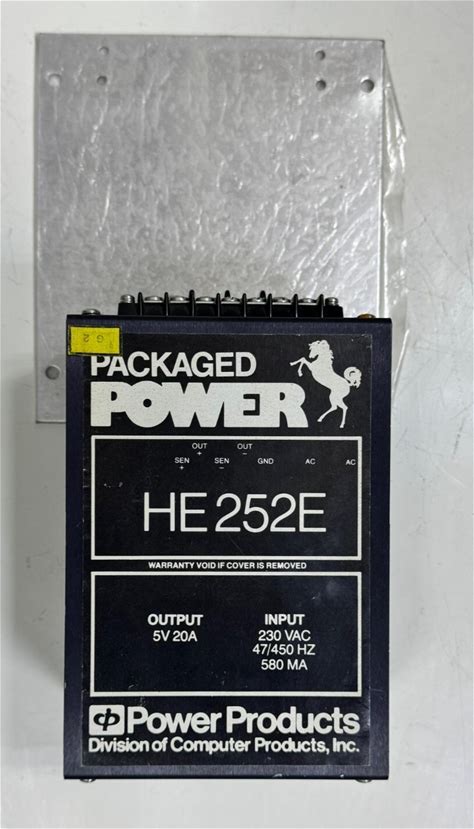 G 2
PACKAGED
POWER
OUT OUT
+ −
SEN SEN GND AC AC
+ −
HE 252E
WARRANTY VOID IF COVER IS REMOVED
OUTPUT
5V 20A
INPUT
230 VAC
47/450 HZ
580 MA
Power Products
Division of Computer Products, Inc.